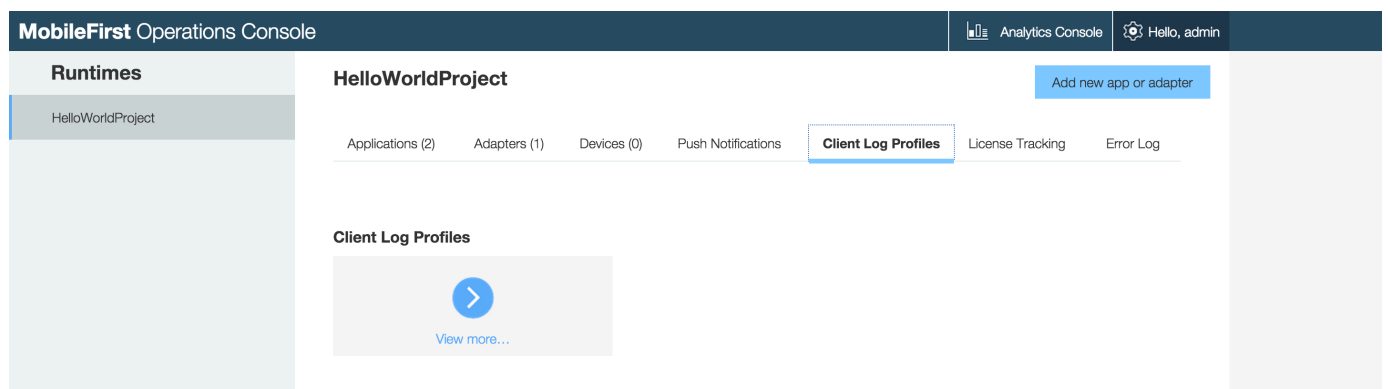 MobileFirst Operations Console
Analytics Console
Hello, admin
Runtimes
HelloWorldProject
HelloWorldProject
Add new app or adapter
Applications (2)
Adapters (1)
Devices (0)
Push Notifications
Client Log Profiles
License Tracking
Error Log
Client Log Profiles
View more…